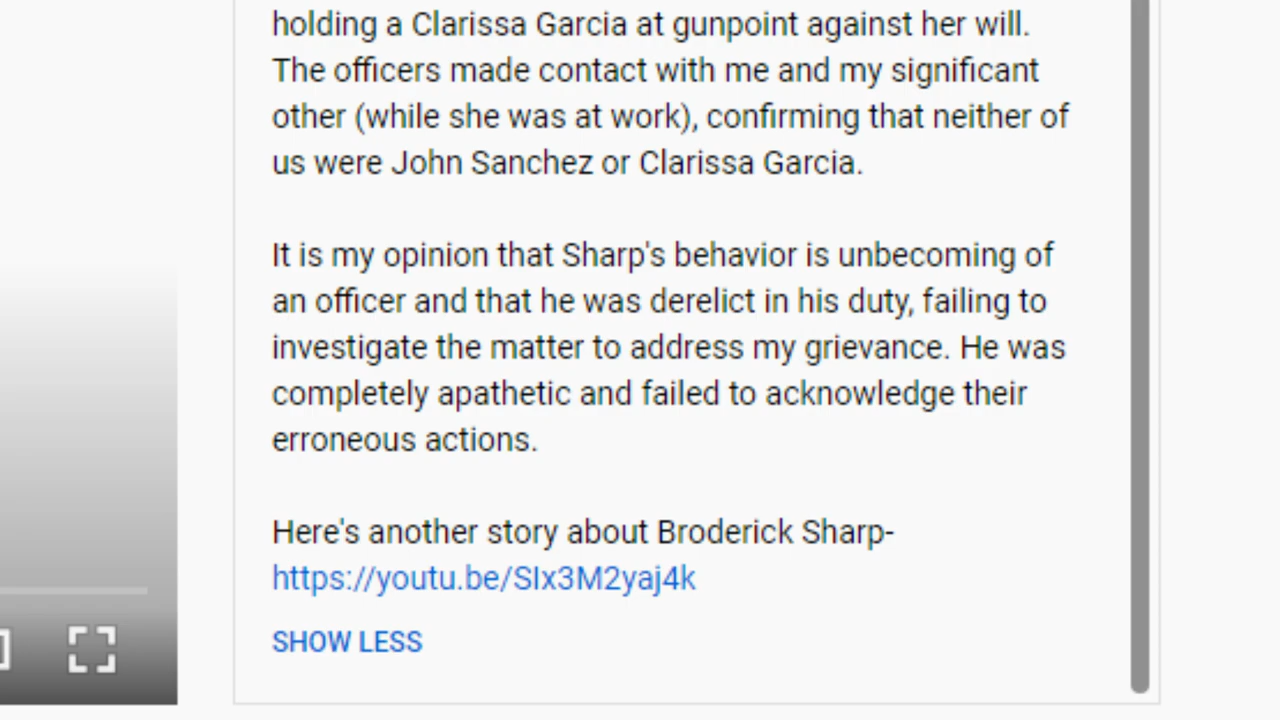 holding a Clarissa Garcia at gunpoint against her will.
The officers made contact with me and my significant
other (while she was at work), confirming that neither of
us were John Sanchez or Clarissa Garcia.
It is my opinion that Sharp's behavior is unbecoming of
an officer and that he was derelict in his duty, failing to
investigate the matter to address my grievance. He was
completely apathetic and failed to acknowledge their
erroneous actions.
Here's another story about Broderick Sharp-
https://youtu.be/SIx3M2yaj4k
SHOW LESS